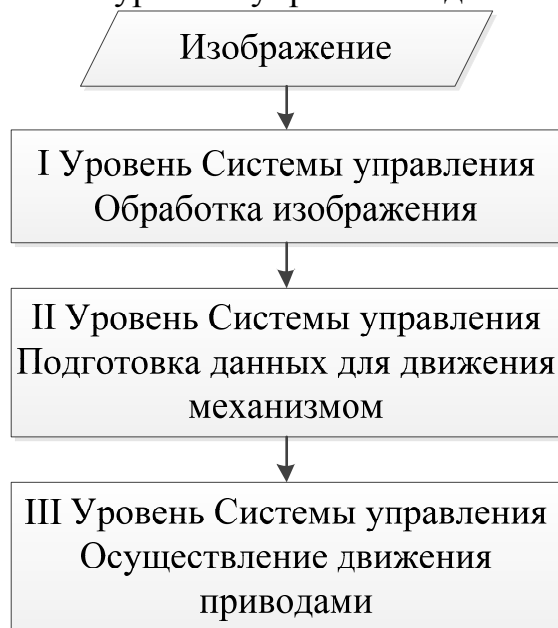 Изображение
I Уровень Системы управления
Обработка изображения
II Уровень Системы управления
Подготовка данных для движения
механизмом
III Уровень Системы управления
Осуществление движения
приводами